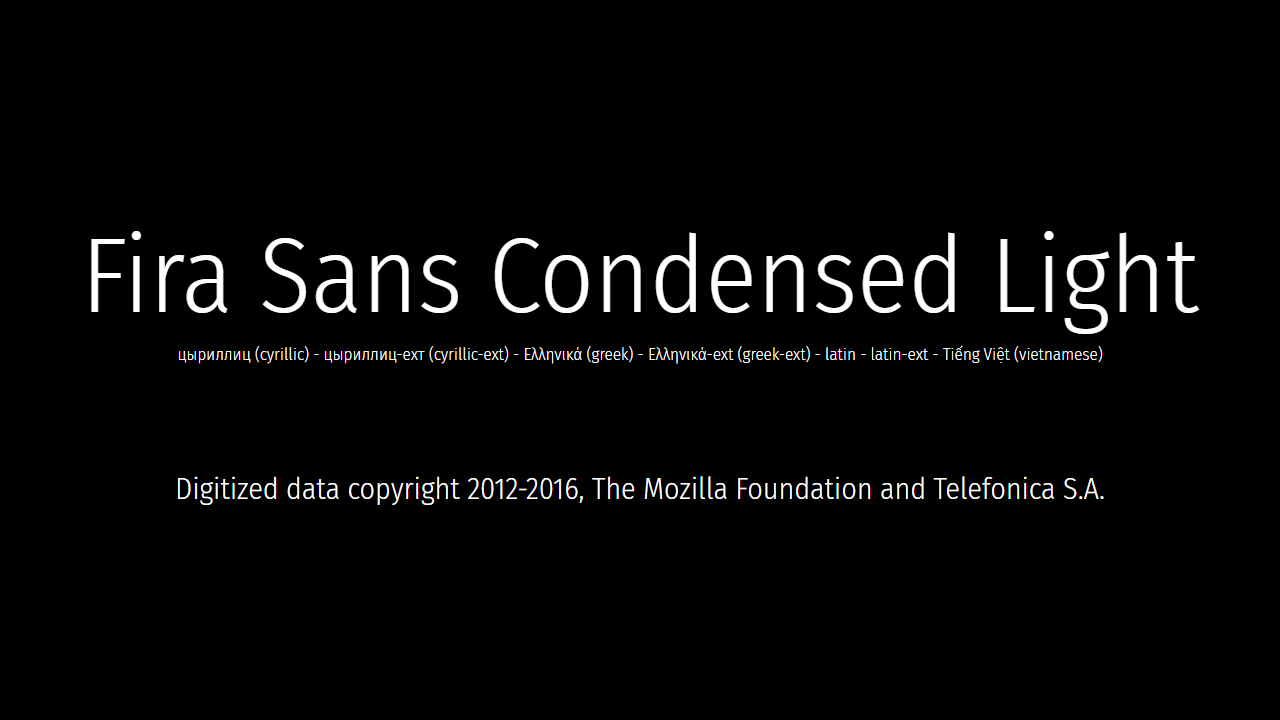 Fira Sans Condensed Light
цыриллиц (cyrillic) - цыриллиц-ехт (cyrillic-ext) - Ελληνικά (greek) - Ελληνικά-ext (greek-ext) - latin - latin-ext - Tiếng Việt (vietnamese)
Digitized data copyright 2012-2016, The Mozilla Foundation and Telefonica S.A.